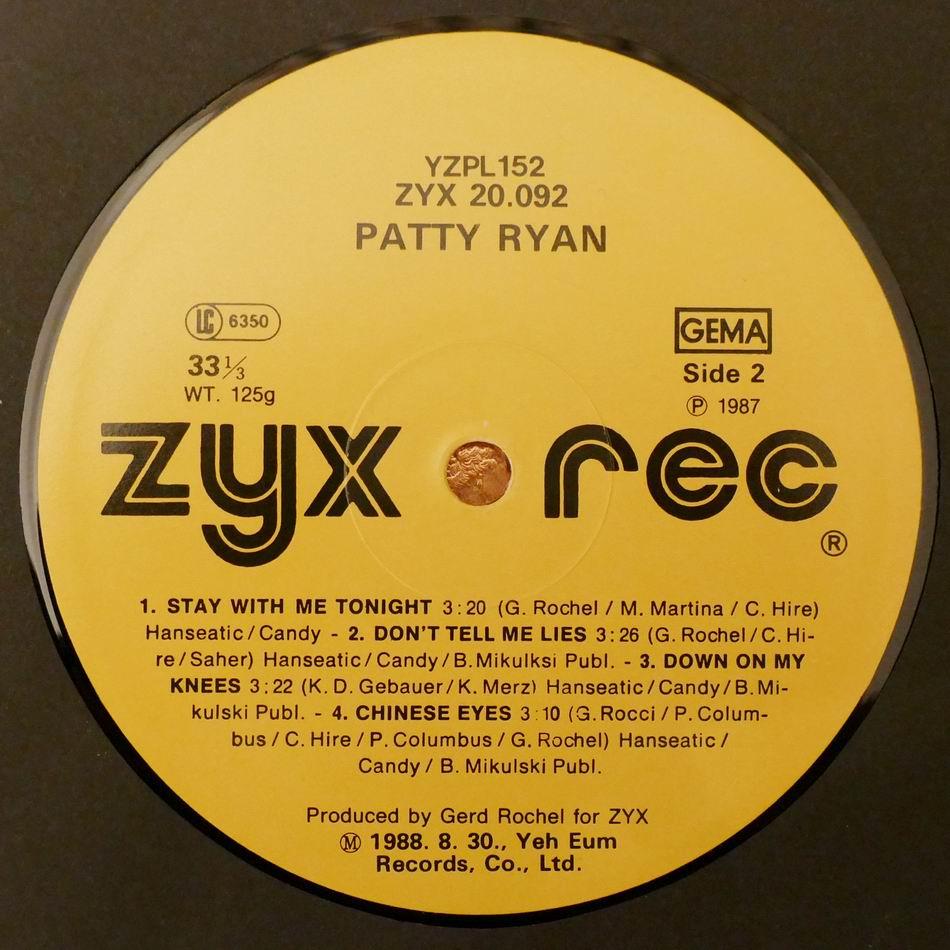 YZPL152
ZYX 20.092
PATTY RYAN
LC 6350
GEMA
33 1/3
Side 2
WT. 125g
℗ 1987
zyx rec
®
1. STAY WITH ME TONIGHT 3:20 (G. Rochel / M. Martina / C. Hire)
Hanseatic / Candy - 2. DON'T TELL ME LIES 3:26 (G. Rochel / C. Hi-
re / Saher) Hanseatic / Candy / B. Mikulksi Publ. - 3. DOWN ON MY
KNEES 3:22 (K. D. Gebauer / K. Merz) Hanseatic / Candy / B. Mi-
kulski Publ. - 4. CHINESE EYES 3:10 (G. Rocci / P. Colum-
bus / C. Hire / P. Columbus / G. Rochel) Hanseatic /
Candy / B. Mikulski Publ.
Produced by Gerd Rochel for ZYX
Ⓜ 1988. 8. 30., Yeh Eum
Records, Co., Ltd.